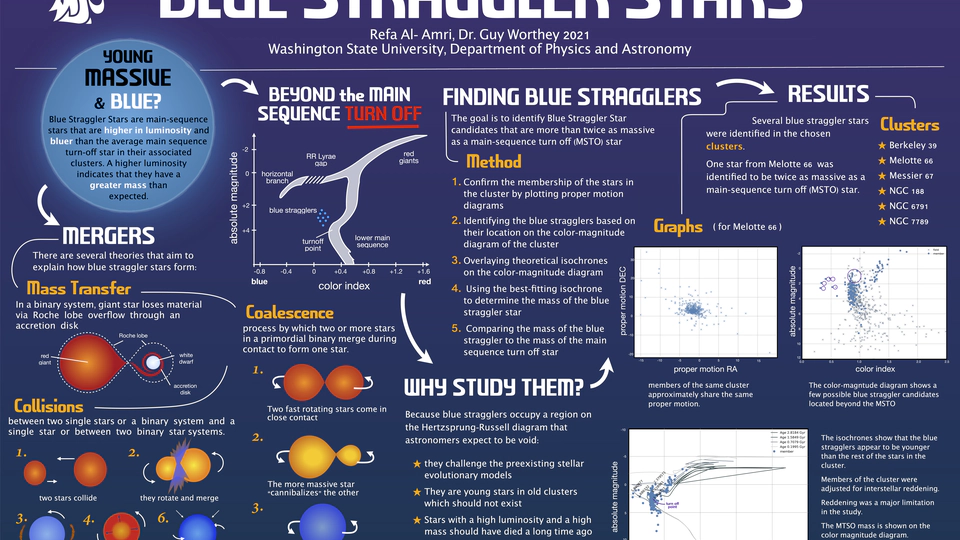 BLUE STRAGGLER STARS
Refa Al- Amri, Dr. Guy Worthey 2021
Washington State University, Department of Physics and Astronomy
YOUNG
MASSIVE
& BLUE?
Blue Straggler Stars are main-sequence
stars that are higher in luminosity and
bluer than the average main sequence
turn-off star in their associated
clusters. A higher luminosity
indicates that they have a
greater mass than
expected.
MERGERS
There are several theories that aim to
explain how blue straggler stars form:
Mass Transfer
In a binary system, giant star loses material
via Roche lobe overflow through an
accretion disk
Roche lobe
red
giant
white
dwarf
accretion
disk
Collisions
between two single stars or a binary system and a
single star or between two binary star systems.
1.
2.
two stars collide
they rotate and merge
3.
4.
6.
BEYOND the MAIN
SEQUENCE TURN OFF
absolute magnitude
-2
0
+2
+4
RR Lyrae
gap
red
giants
horizontal
branch
blue stragglers
turnoff
point
lower main
sequence
-0.8
-0.4
0
+0.4
+0.8
+1.2
+1.6
blue
color index
red
Coalescence
process by which two or more stars
in a primordial binary merge during
contact to form one star.
1.
Two fast rotating stars come in
close contact
2.
The more massive star
"cannibalizes" the other
3.
FINDING BLUE STRAGGLERS
The goal is to identify Blue Straggler Star
candidates that are more than twice as massive
as a main-sequence turn off (MSTO) star
Method
1. Confirm the membership of the stars in
the cluster by plotting proper motion
diagrams
2. Identifying the blue stragglers based on
their location on the color-magnitude
diagram of the cluster
3. Overlaying theoretical isochrones
on the color-magnitude diagram
4. Using the best-fitting isochrone
to determine the mass of the blue
straggler star
5. Comparing the mass of the blue
straggler to the mass of the main
sequence turn off star
WHY STUDY THEM?
Because blue stragglers occupy a region on
the Hertzsprung-Russell diagram that
astronomers expect to be void:
they challenge the preexisting stellar
evolutionary models
They are young stars in old clusters
which should not exist
Stars with a high luminosity and a high
mass should have died a long time ago
RESULTS
Several blue straggler stars
were identified in the chosen
clusters.
One star from Melotte 66 was
identified to be twice as massive as a
main-sequence turn off (MSTO) star.
Clusters
Berkeley 39
Melotte 66
Messier 67
NGC 188
NGC 6791
NGC 7789
Graphs ( for Melotte 66 )
proper motion DEC
proper motion RA
members of the same cluster
approximately share the same
proper motion.
absolute magnitude
color index
The color-magntude diagram shows a
few possible blue straggler candidates
located beyond the MSTO
absolute magnitude
turn off
point
The isochrones show that the blue
stragglers appear to be younger
than the rest of the stars in the
cluster.
Members of the cluster were
adjusted for interstellar reddening.
Reddening was a major limitation
in the study.
The MTSO mass is shown on the
color magnitude diagram.